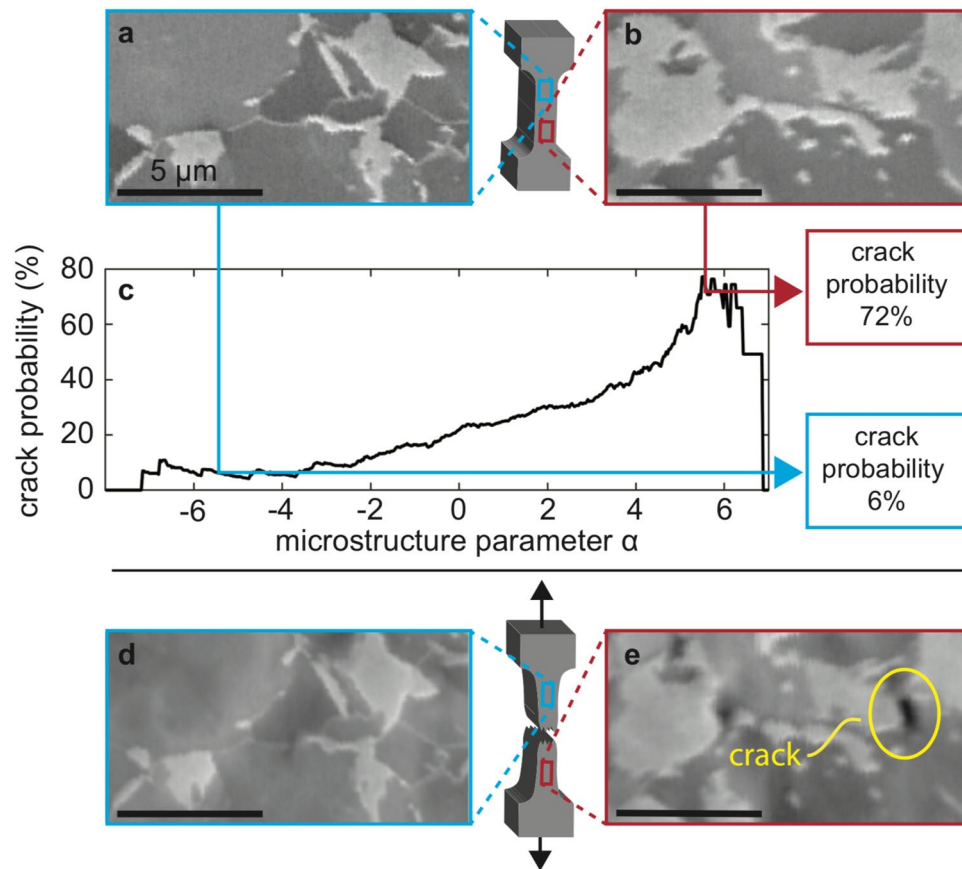 a
b
5 µm
c
crack probability (%)
80
60
40
20
0
-6
-4
-2
0
2
4
6
microstructure parameter α
crack
probability
72%
crack
probability
6%
d
e
crack